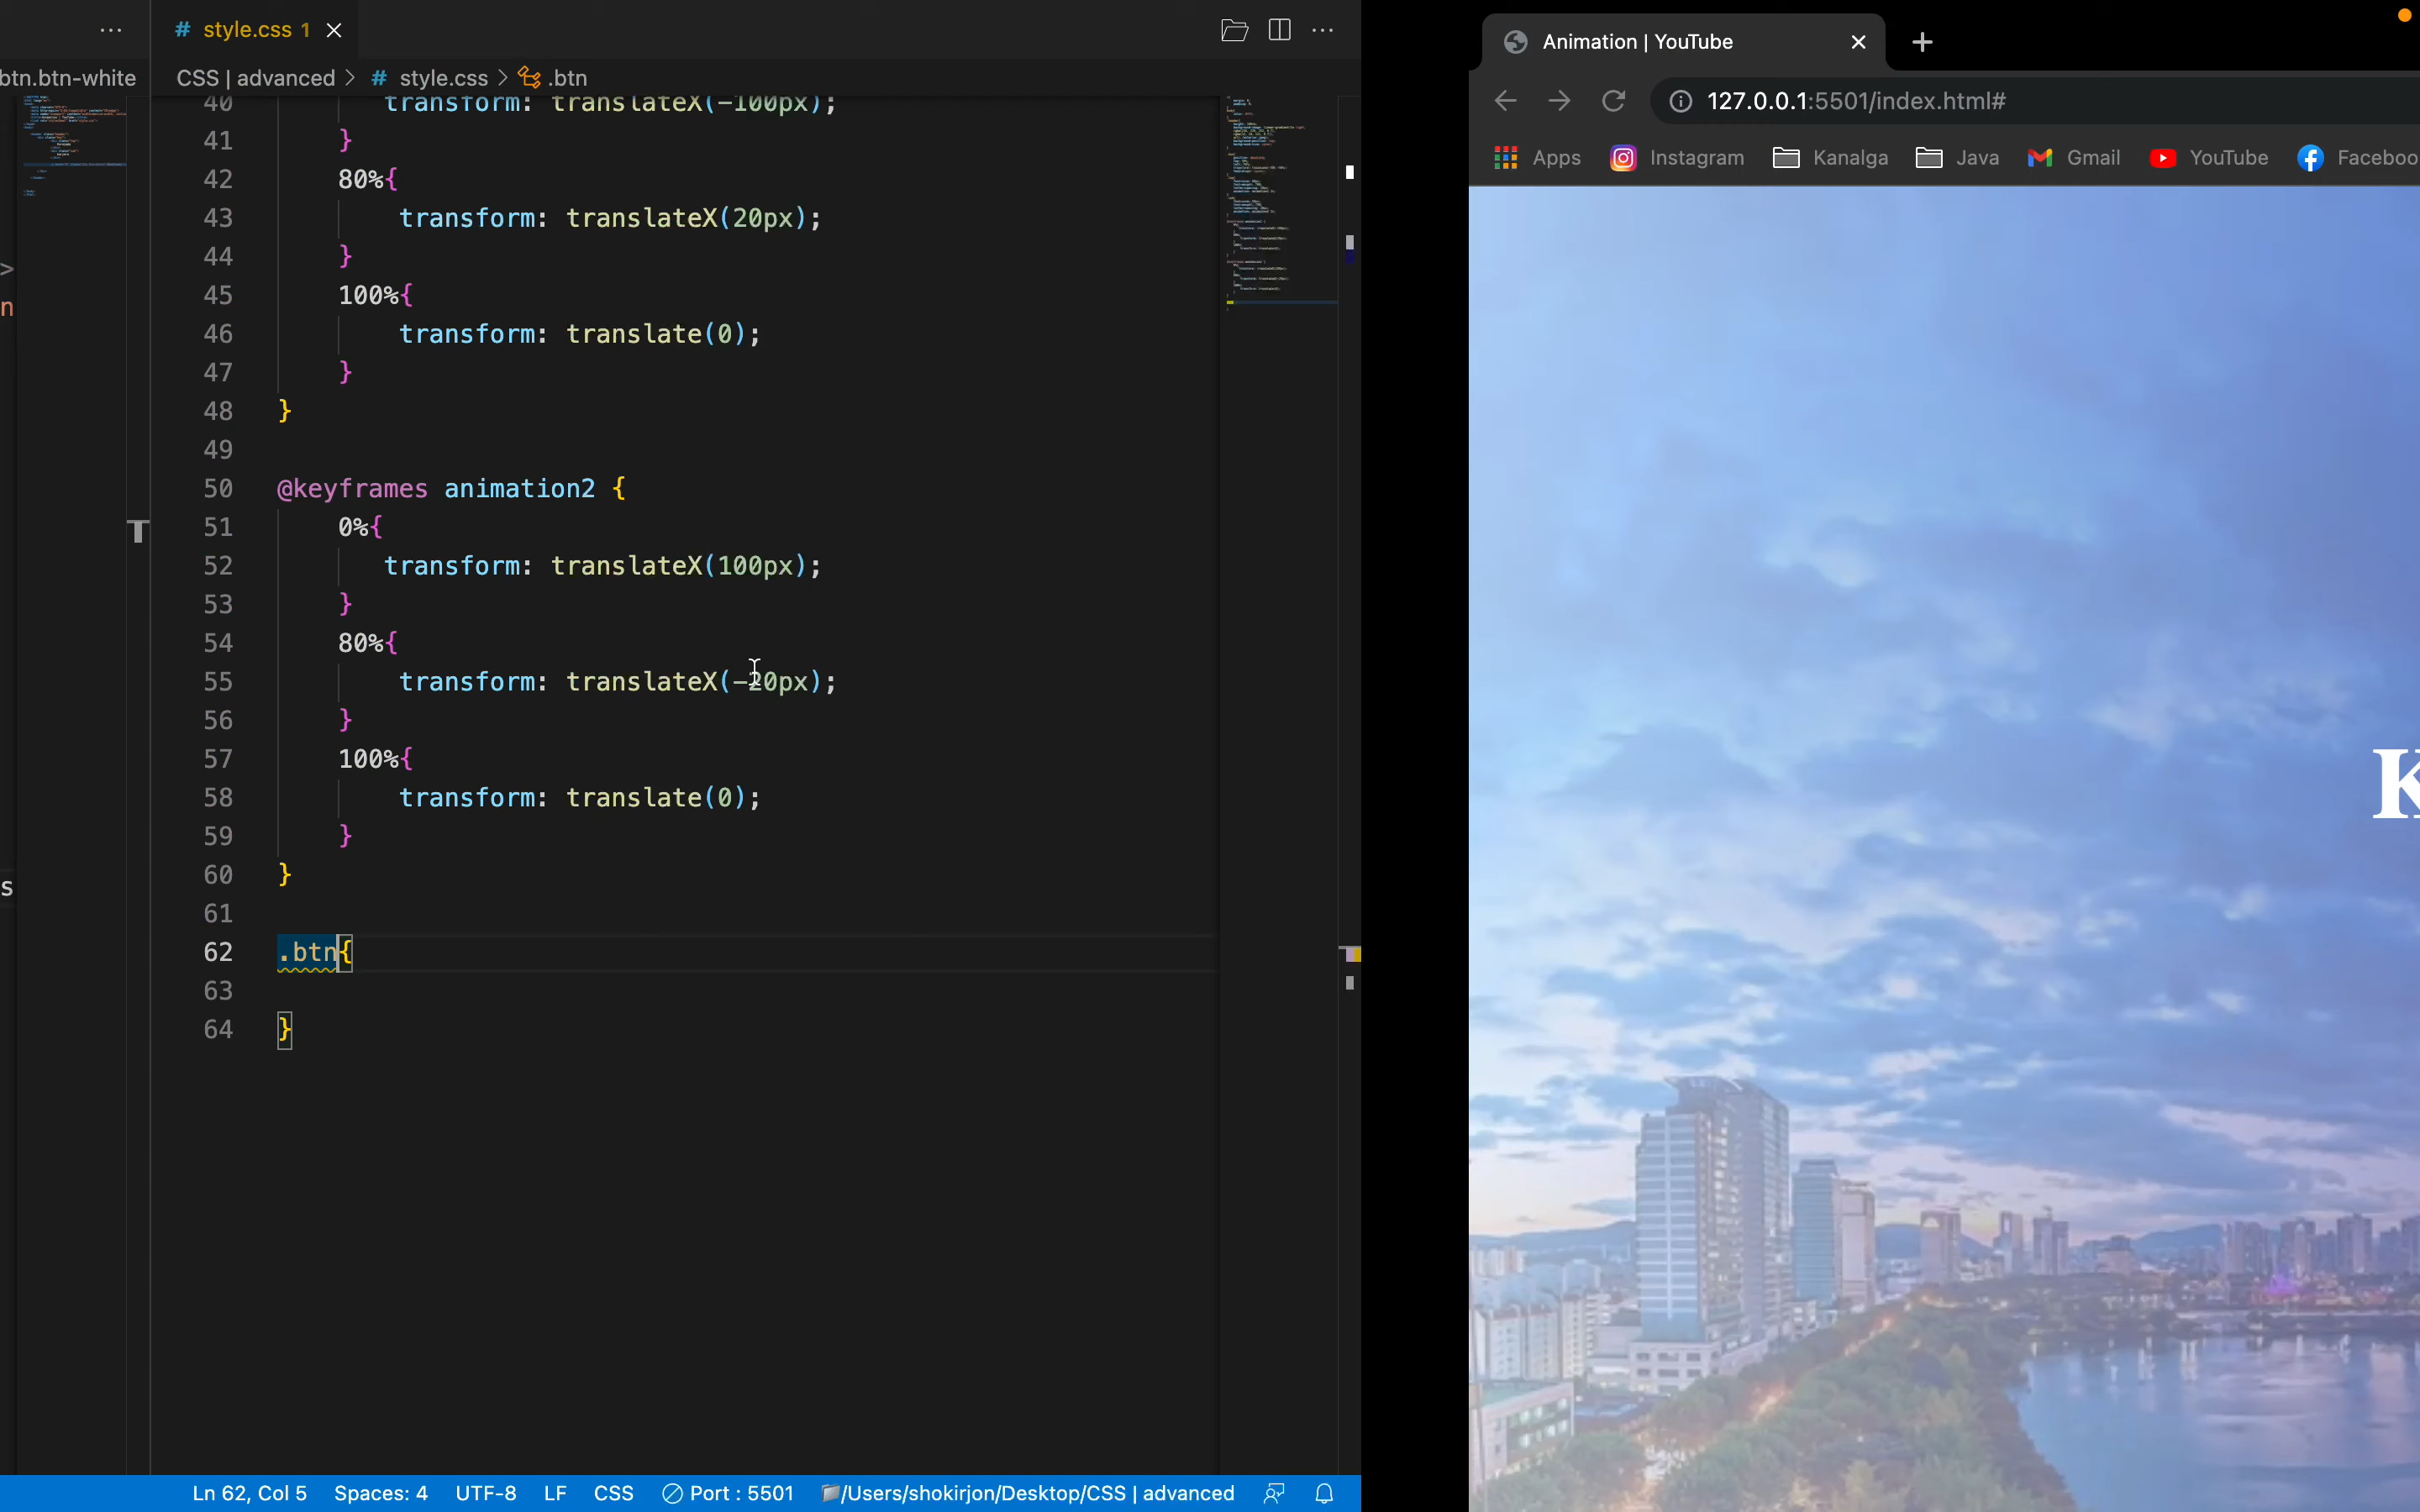 style.css 1
btn.btn-white
CSS | advanced > # style.css > .btn
40 transform: translateX(-100px);
41 }
42 80%{
43 transform: translateX(20px);
44 }
45 100%{
46 transform: translate(0);
47 }
48 }
49
50 @keyframes animation2 {
51 0%{
52 transform: translateX(100px);
53 }
54 80%{
55 transform: translateX(-20px);
56 }
57 100%{
58 transform: translate(0);
59 }
60 }
61
62 .btn{
63
64 }
>
n
s
Ln 62, Col 5 Spaces: 4 UTF-8 LF CSS Port : 5501 /Users/shokirjon/Desktop/CSS | advanced
Animation | YouTube
127.0.0.1:5501/index.html#
Apps Instagram Kanalga Java Gmail YouTube Faceboo
K